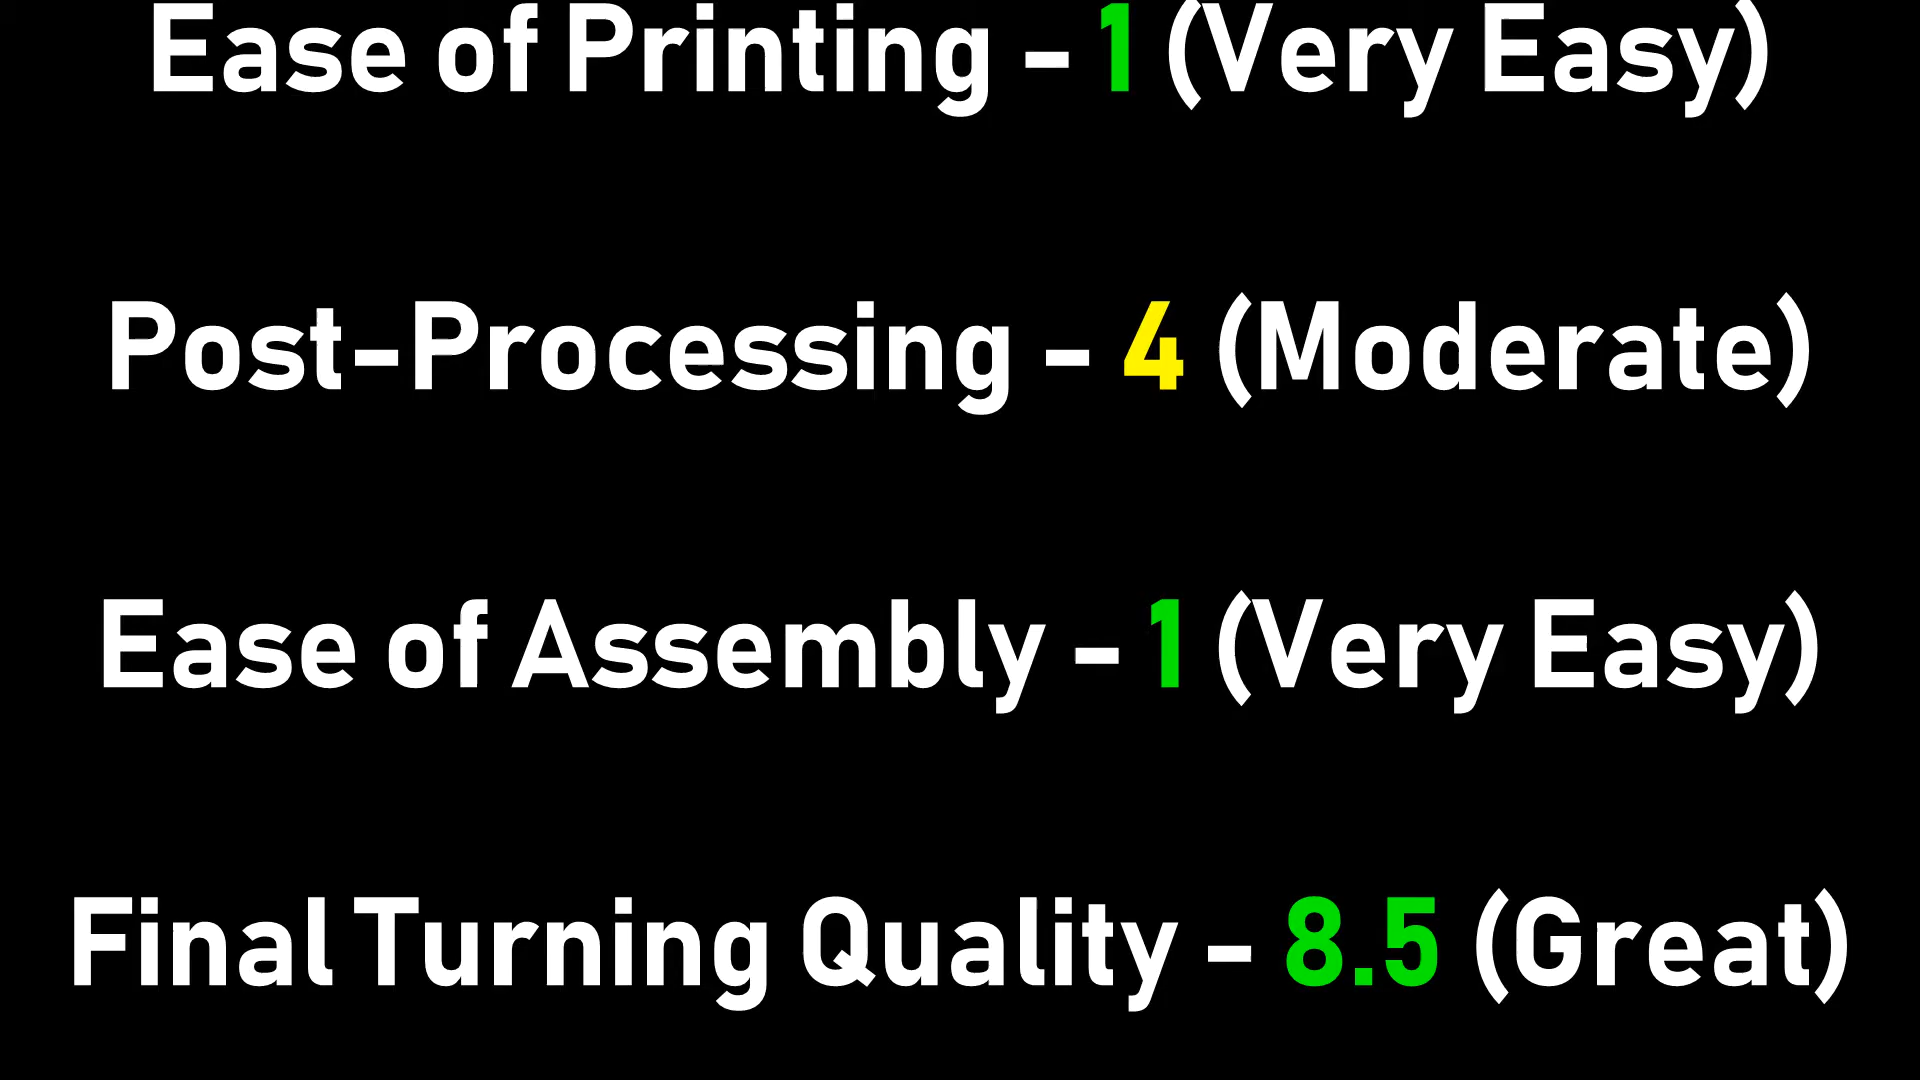 Ease of Printing - 1 (Very Easy)
Post-Processing - 4 (Moderate)
Ease of Assembly - 1 (Very Easy)
Final Turning Quality - 8.5 (Great)